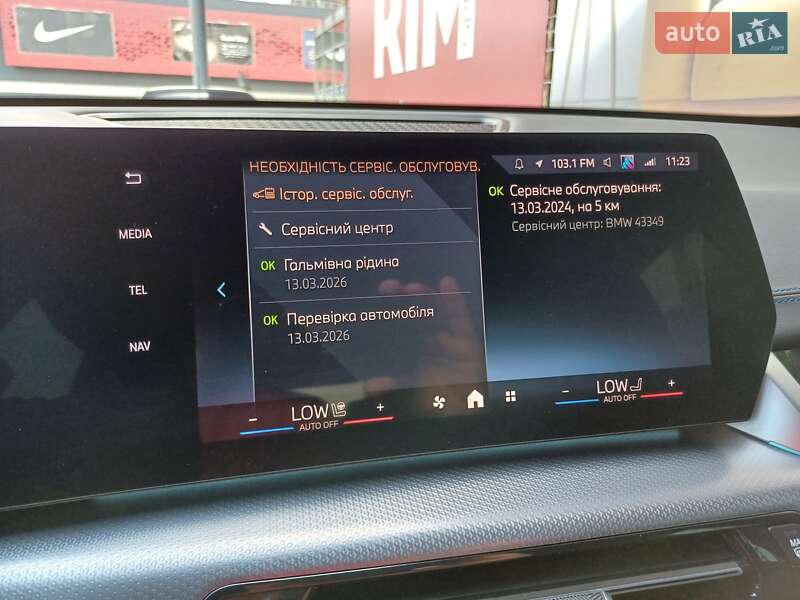 RIM
auto RIA
.com
НЕОБХІДНІСТЬ СЕРВІС. ОБСЛУГОВУВ.
103.1 FM
11:23
Істор. сервіс. обслуг.
Сервісний центр
OK Гальмівна рідина
13.03.2026
OK Перевірка автомобіля
13.03.2026
OK Сервісне обслуговування:
13.03.2024, на 5 км
Сервісний центр: BMW 43349
MEDIA
TEL
NAV
− LOW +
AUTO OFF
− LOW +
AUTO OFF